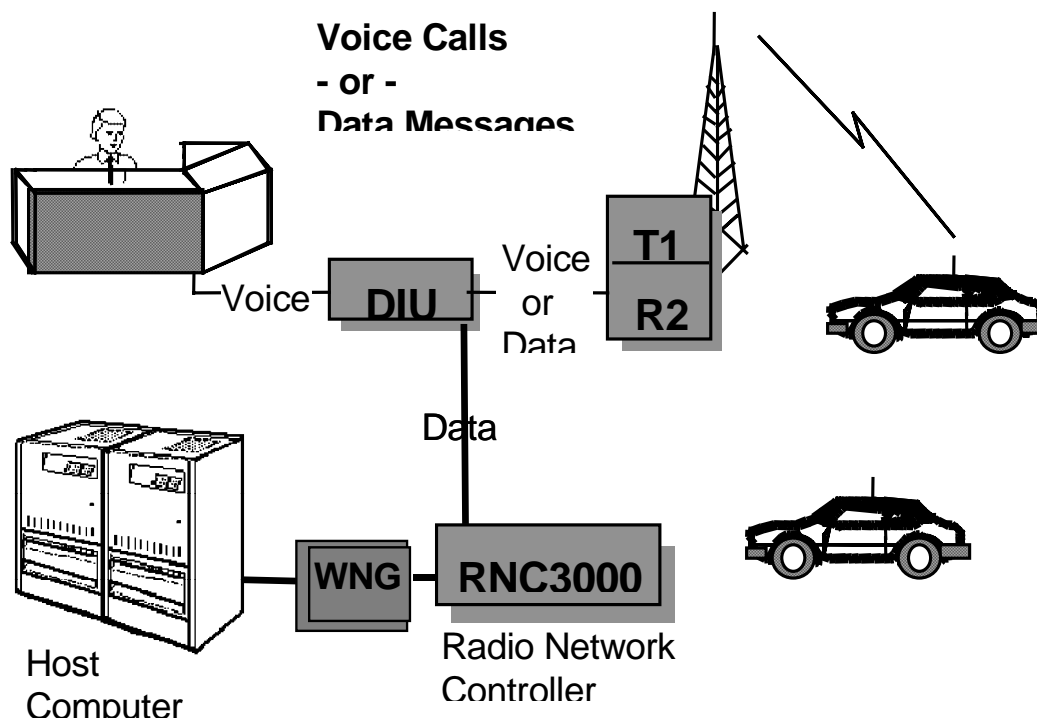 Voice Calls
- or -
Data Messages
T1
R2
Voice
or
Data
Voice
DIU
Data
WNG
RNC3000
Radio Network
Controller
Host
Computer